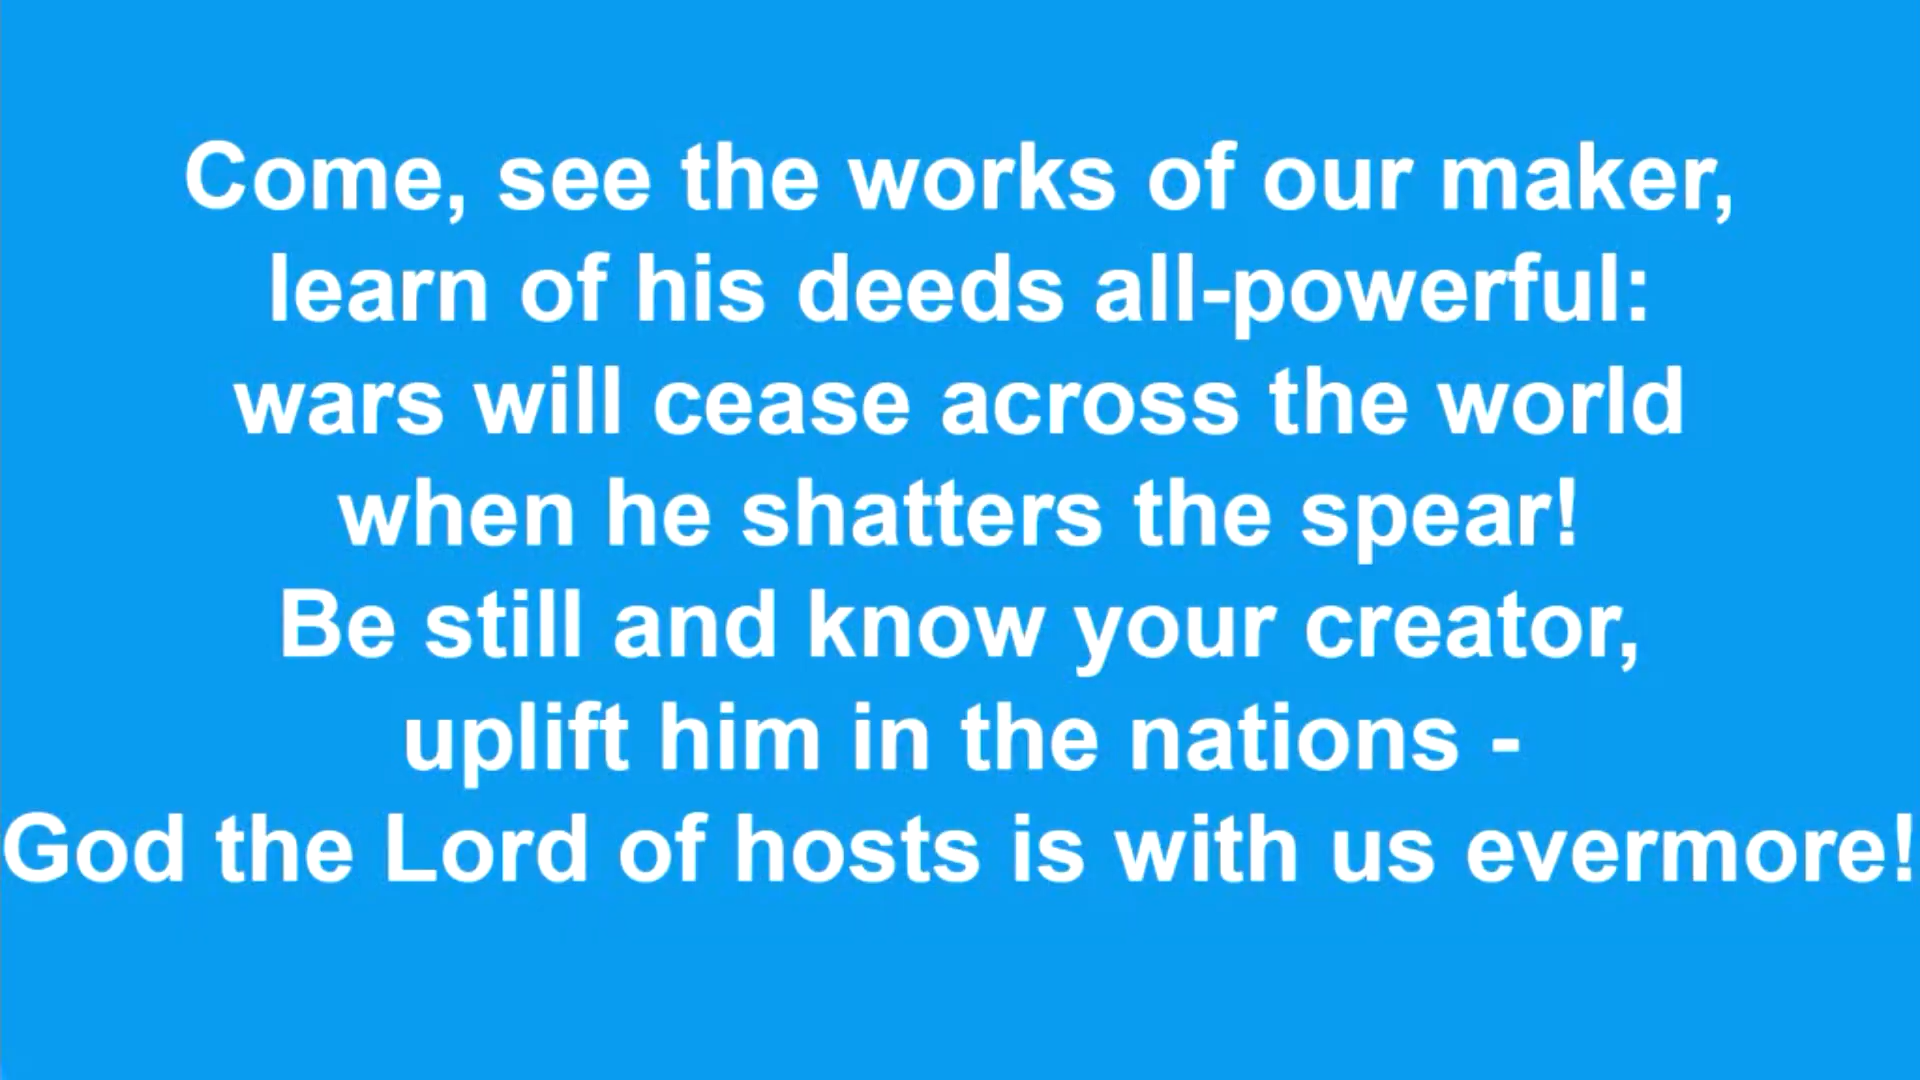 Come, see the works of our maker,
learn of his deeds all-powerful:
wars will cease across the world
when he shatters the spear!
Be still and know your creator,
uplift him in the nations -
God the Lord of hosts is with us evermore!